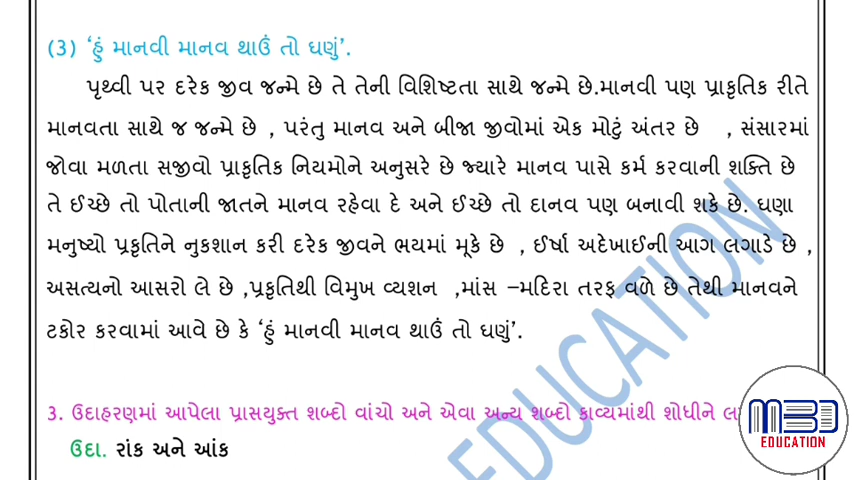 (3) ‘હું માનવી માનવ થાઉં તો ઘણું’.
પૃથ્વી પર દરેક જીવ જન્મે છે તે તેની વિશિષ્ટતા સાથે જન્મે છે.માનવી પણ પ્રાકૃતિક રીતે
માનવતા સાથે જ જન્મે છે , પરંતુ માનવ અને બીજા જીવોમાં એક મોટું અંતર છે , સંસારમાં
જોવા મળતા સજીવો પ્રાકૃતિક નિયમોને અનુસરે છે જ્યારે માનવ પાસે કર્મ કરવાની શક્તિ છે
તે ઈચ્છે તો પોતાની જાતને માનવ રહેવા દે અને ઈચ્છે તો દાનવ પણ બનાવી શકે છે. ઘણા
મનુષ્યો પ્રકૃતિને નુકશાન કરી દરેક જીવને ભયમાં મૂકે છે , ઈર્ષા અદેખાઈની આગ લગાડે છે ,
અસત્યનો આસરો લે છે ,પ્રકૃતિથી વિમુખ વ્યશન ,માંસ –મદિરા તરફ વળે છે તેથી માનવને
ટકોર કરવામાં આવે છે કે ‘હું માનવી માનવ થાઉં તો ઘણું’.
3. ઉદાહરણમાં આપેલા પ્રાસયુક્ત શબ્દો વાંચો અને એવા અન્ય શબ્દો કાવ્યમાંથી શોધીને
ઉદા. રાંક અને આંક
EDUCATION
MBD
EDUCATION